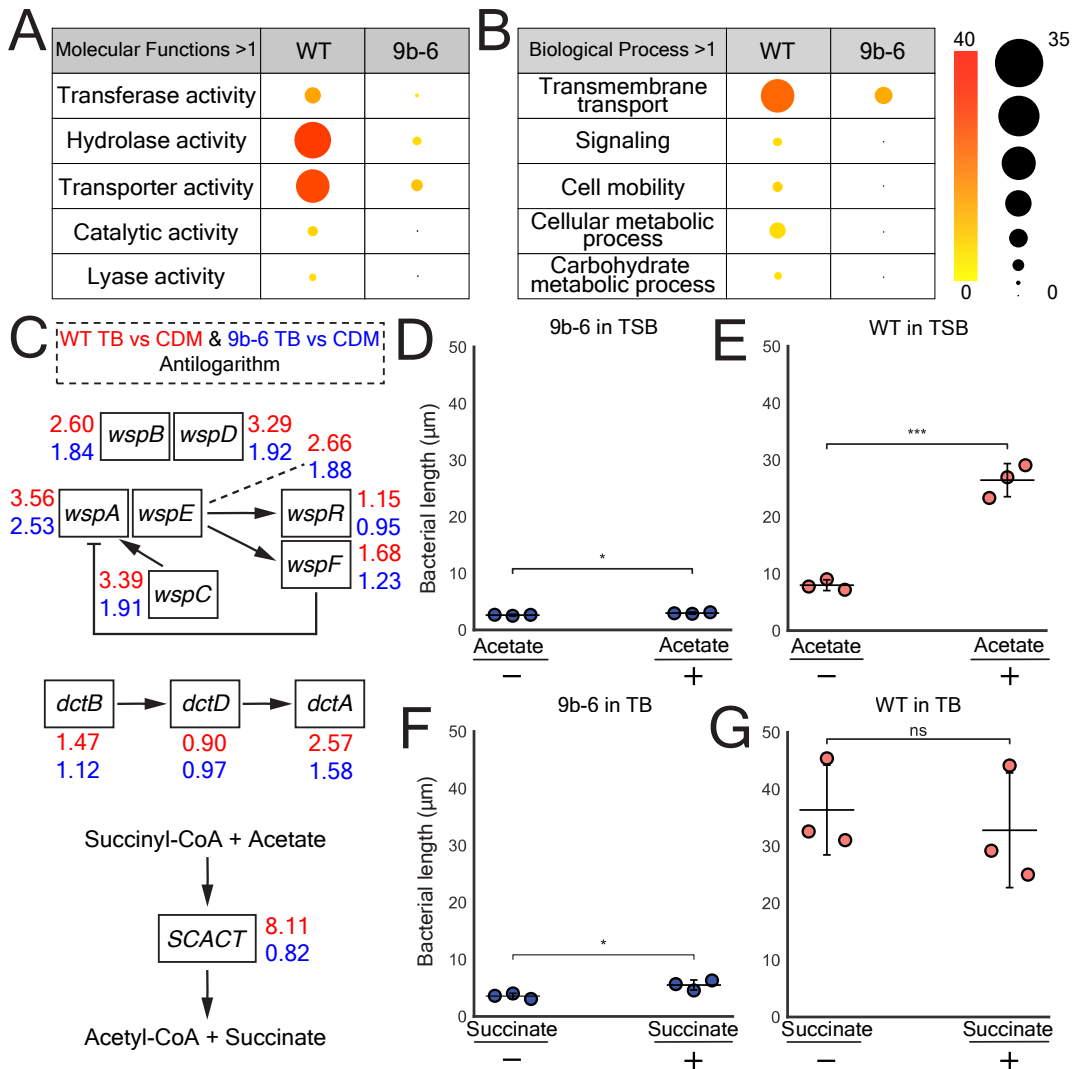 A
Molecular Functions >1 WT 9b-6
Transferase activity
Hydrolase activity
Transporter activity
Catalytic activity
Lyase activity
B
Biological Process >1 WT 9b-6
Transmembrane
transport
Signaling
Cell mobility
Cellular metabolic
process
Carbohydrate
metabolic process
40
0
35
0
C
WT TB vs CDM & 9b-6 TB vs CDM
Antilogarithm
2.60
1.84
wspB
wspD
3.29
1.92
2.66
1.88
3.56
2.53
wspA
wspE
wspR
1.15
0.95
wspF
1.68
1.23
3.39
1.91
wspC
dctB
dctD
dctA
1.47
1.12
0.90
0.97
2.57
1.58
Succinyl-CoA + Acetate
SCACT
8.11
0.82
Acetyl-CoA + Succinate
D
9b-6 in TSB
Bacterial length (µm)
50
40
30
20
10
0
*
Acetate
−
Acetate
+
E
WT in TSB
50
40
30
20
10
0
***
Acetate
−
Acetate
+
F
9b-6 in TB
Bacterial length (µm)
50
40
30
20
10
0
*
Succinate
−
Succinate
+
G
WT in TB
50
40
30
20
10
0
ns
Succinate
−
Succinate
+